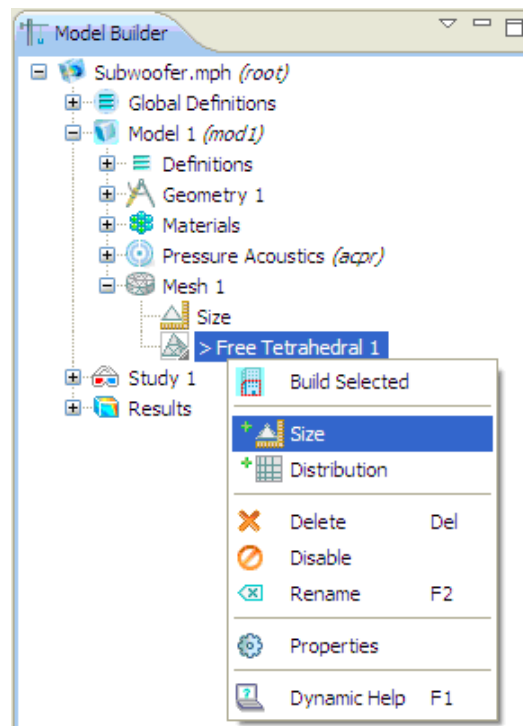 Model Builder
Subwoofer.mph (root)
Global Definitions
Model 1 (mod1)
Definitions
Geometry 1
Materials
Pressure Acoustics (acpr)
Mesh 1
Size
> Free Tetrahedral 1
Study 1
Results
Build Selected
Size
Distribution
Delete Del
Disable
Rename F2
Properties
Dynamic Help F1